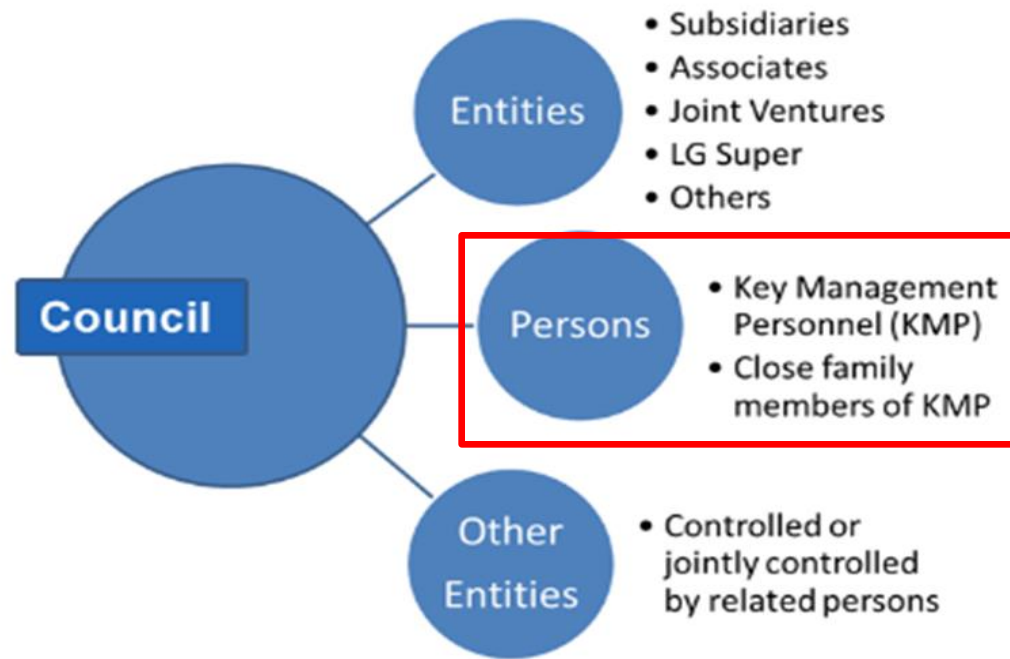 Council
Entities
• Subsidiaries
• Associates
• Joint Ventures
• LG Super
• Others
Persons
• Key Management
Personnel (KMP)
• Close family
members of KMP
Other
Entities
• Controlled or
jointly controlled
by related persons